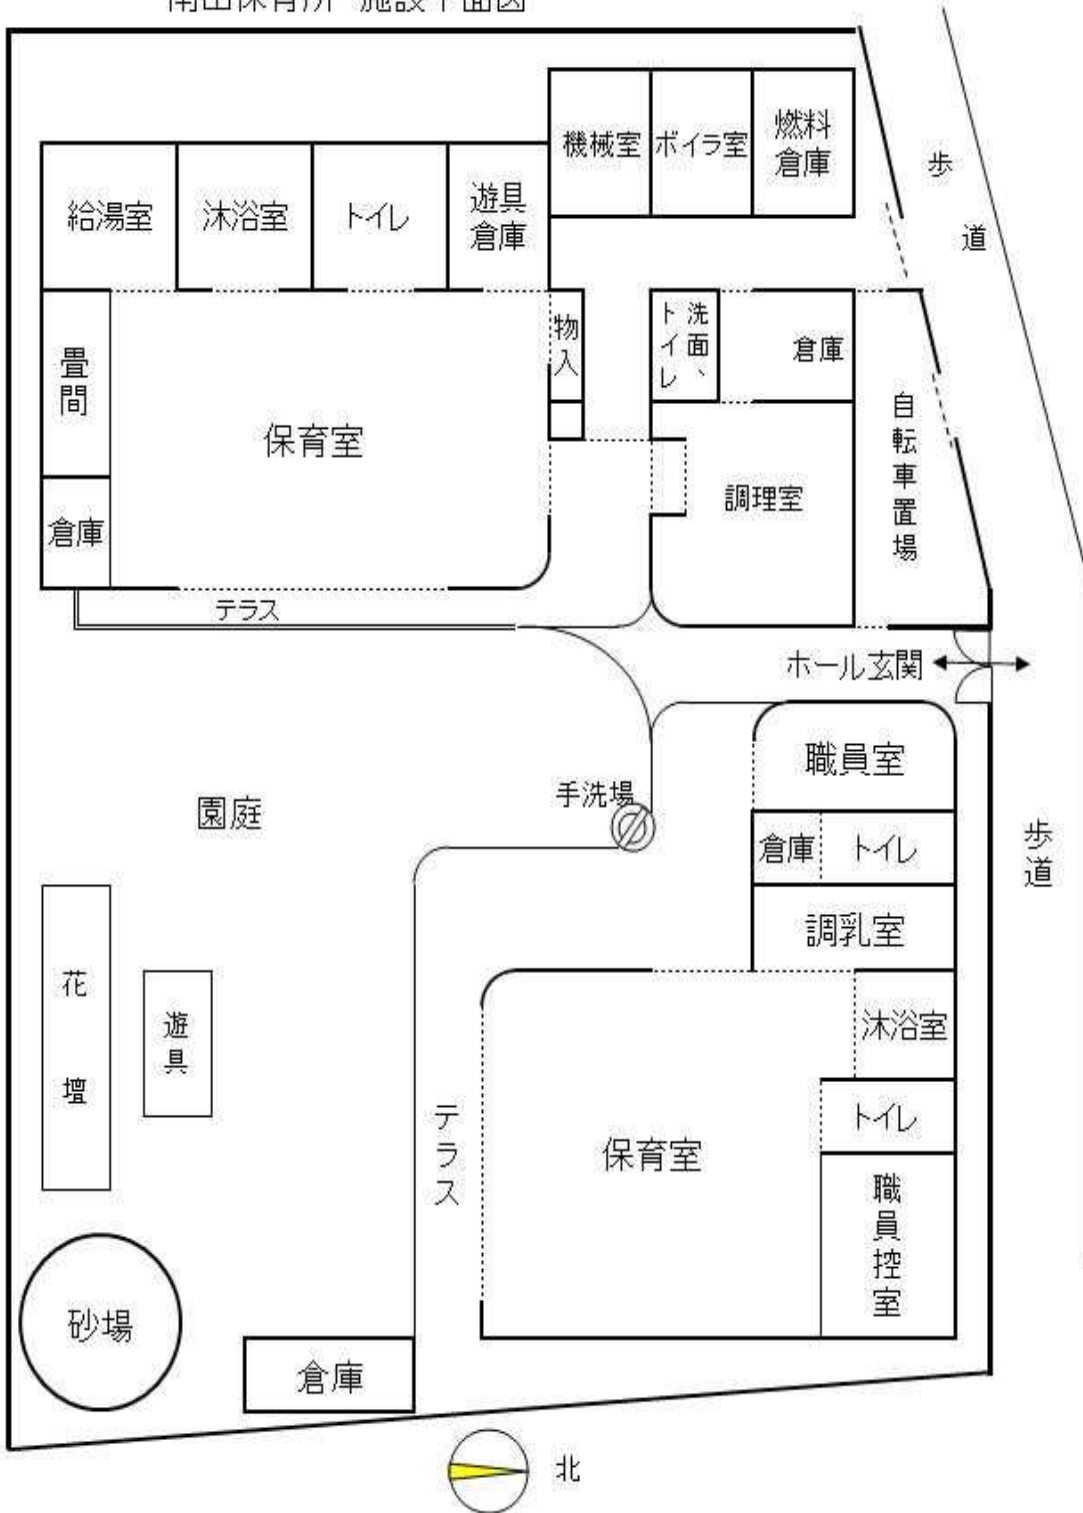 南山保育所 施設平面図
機械室
ボイラ室
燃料
倉庫
歩
道
給湯室
沐浴室
トイレ
遊具
倉庫
物入
洗面、
トイレ
倉庫
畳間
保育室
自転車置場
調理室
倉庫
テラス
ホール玄関
職員室
手洗場
園庭
倉庫
トイレ
歩道
調乳室
花壇
遊具
沐浴室
トイレ
テラス
保育室
職員控室
砂場
倉庫
北